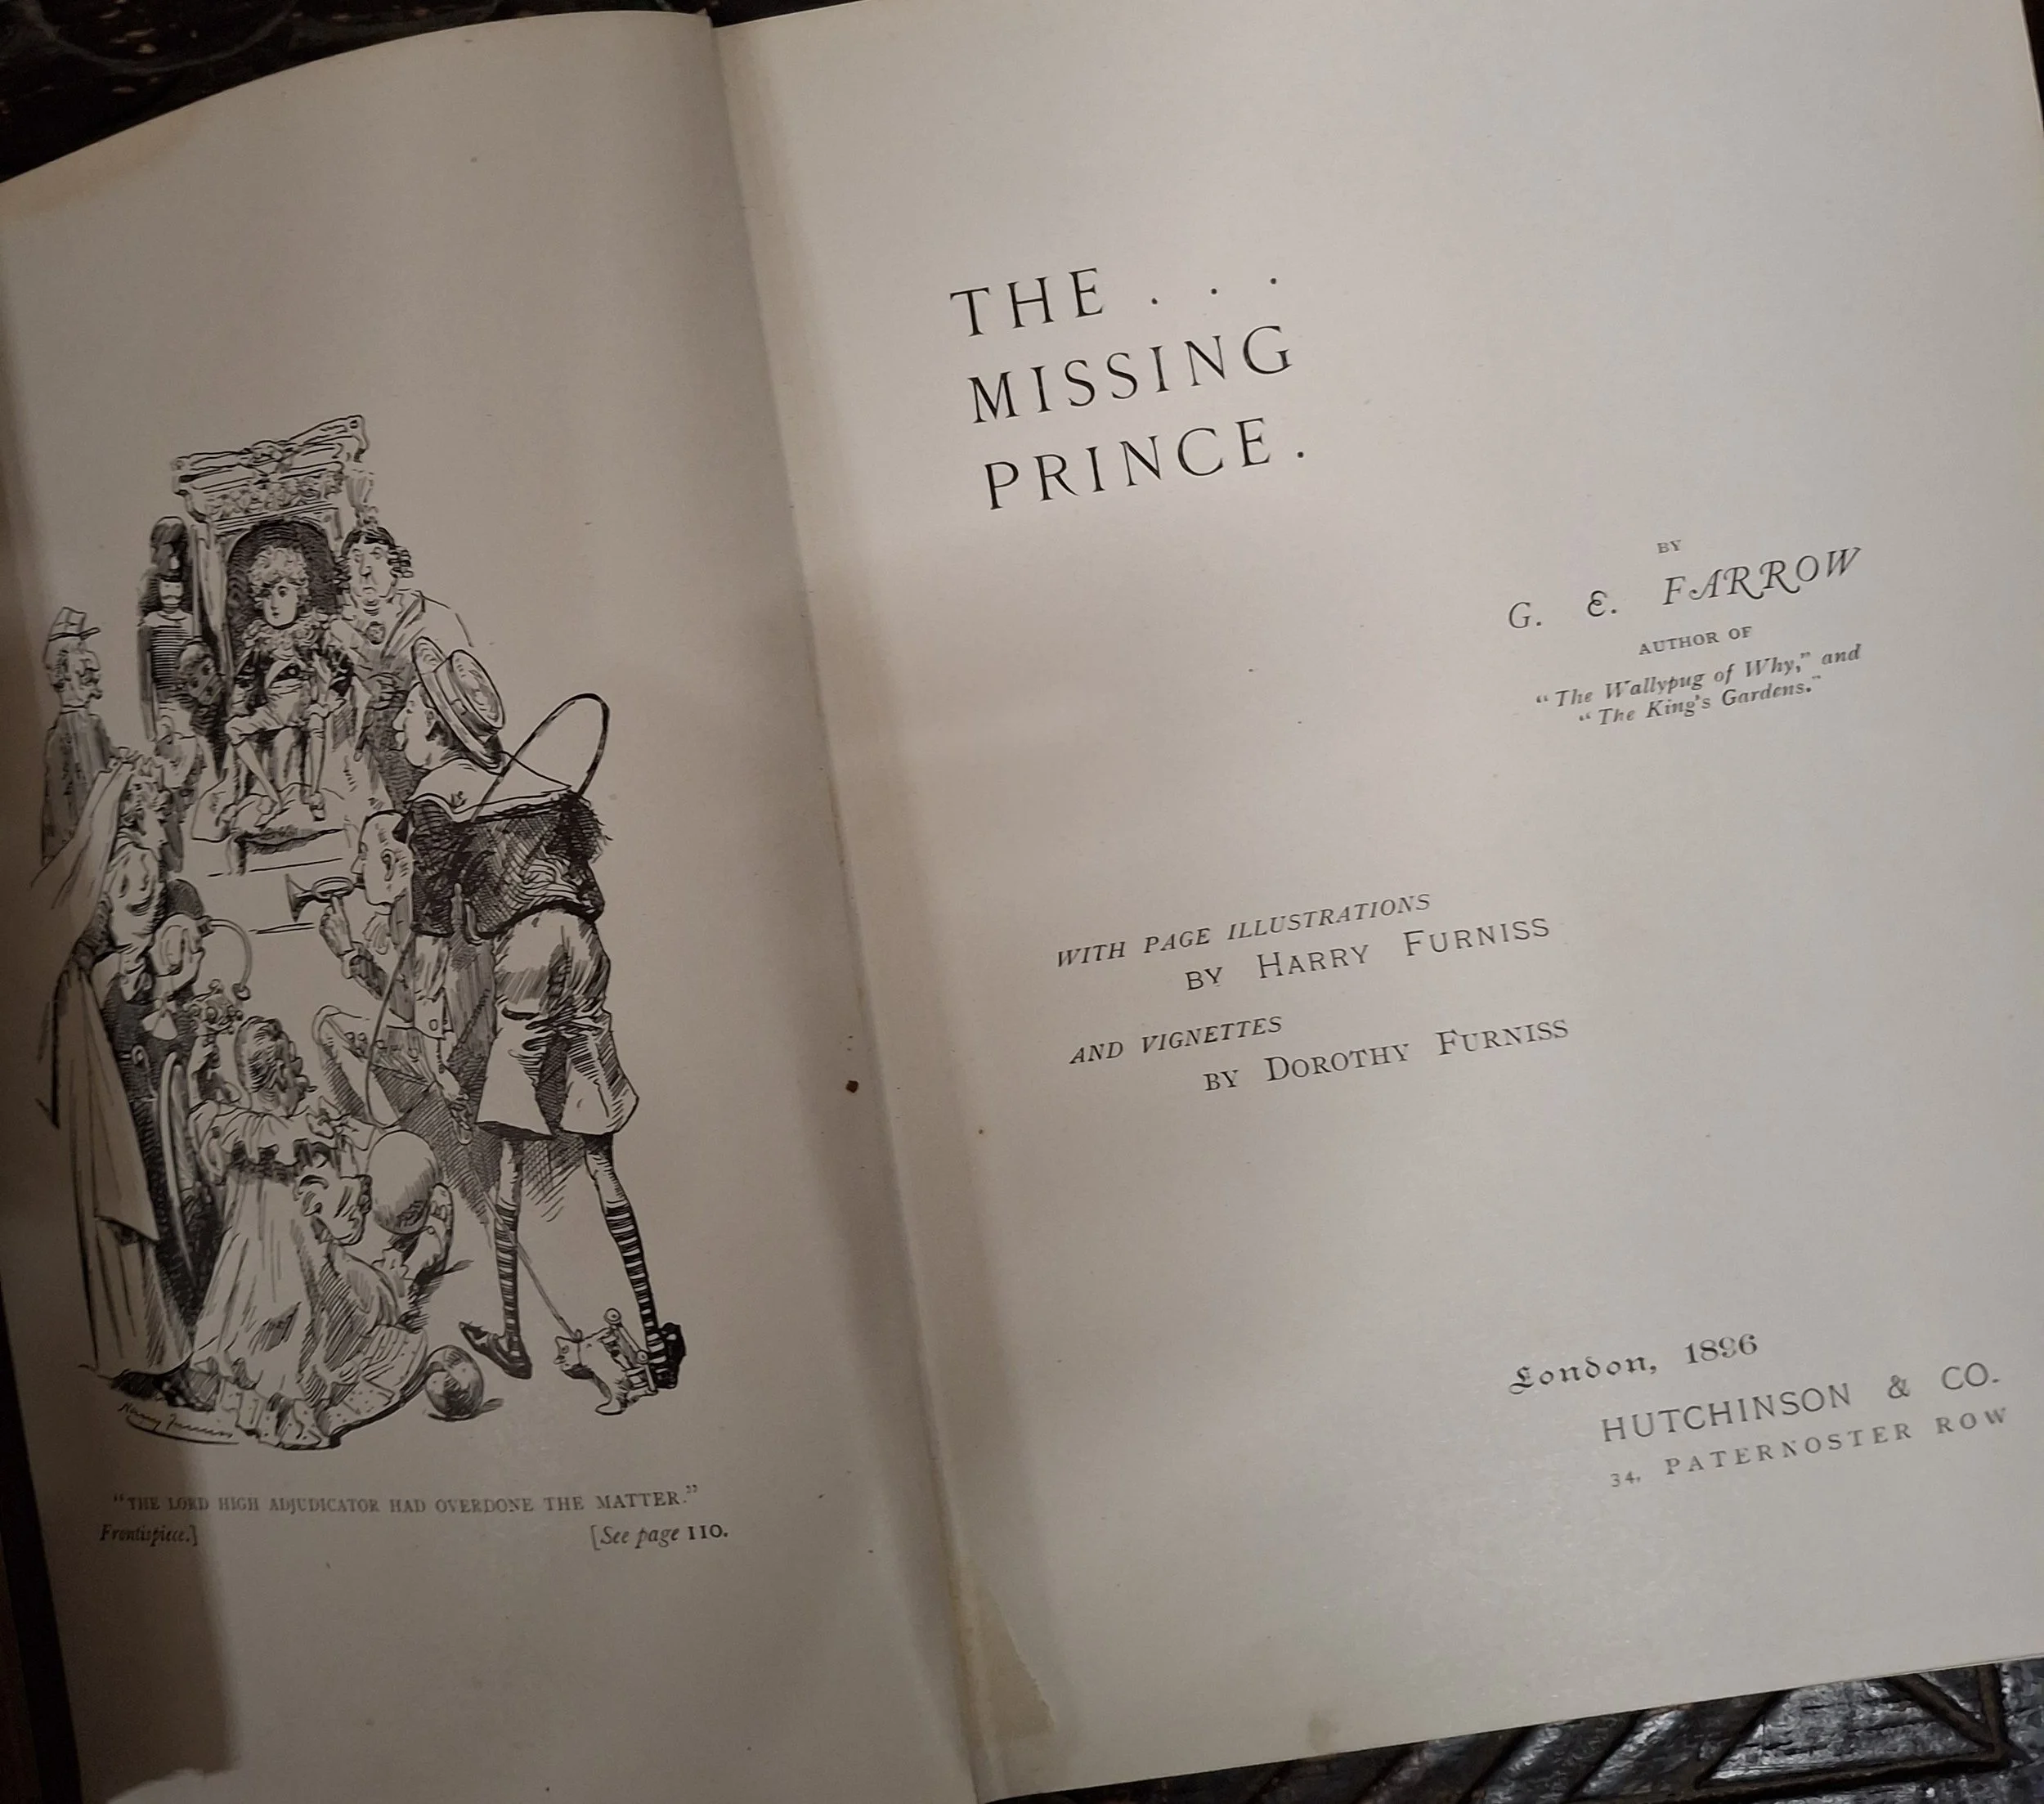 Harry Furniss
"THE LORD HIGH ADJUDICATOR HAD OVERDONE THE MATTER."
Frontispiece.] [See page 110.
THE . . .
MISSING
PRINCE.
BY
G. E. FARROW
AUTHOR OF
"The Wallypug of Why," and
"The King's Gardens."
WITH PAGE ILLUSTRATIONS
BY HARRY FURNISS
AND VIGNETTES
BY DOROTHY FURNISS
London, 1896
HUTCHINSON & CO.
34, PATERNOSTER ROW